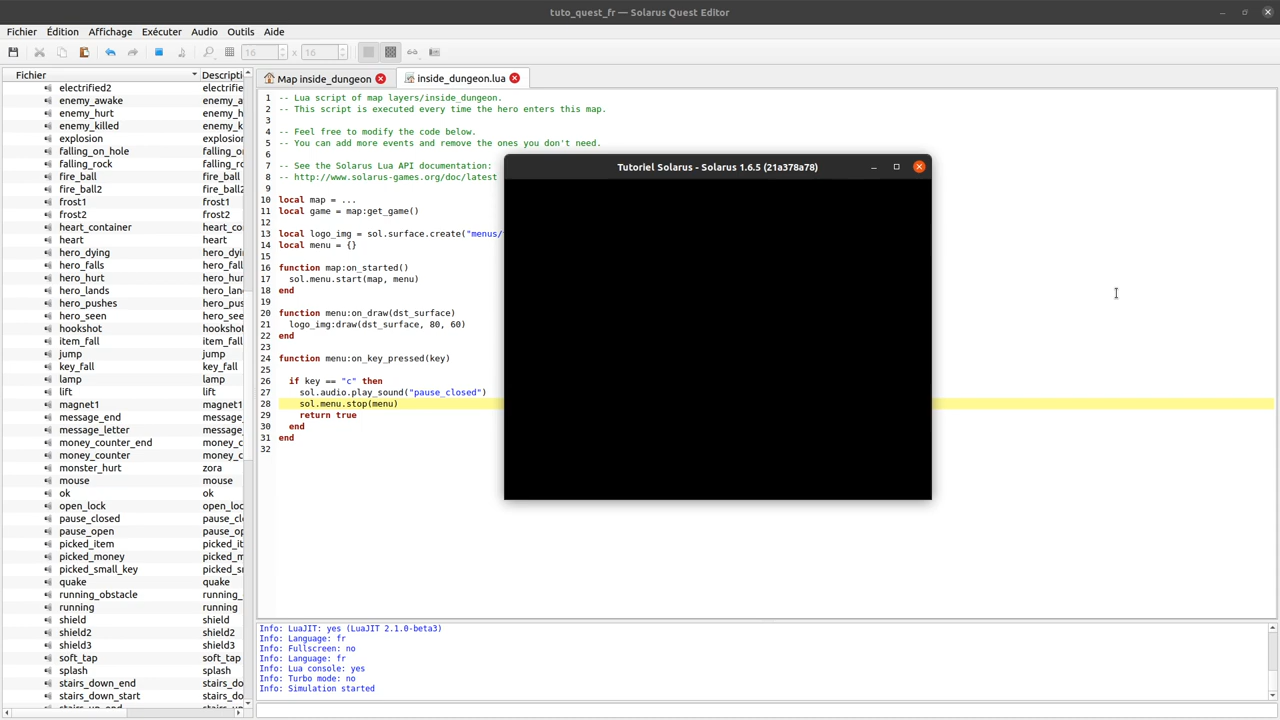 tuto_quest_fr — Solarus Quest Editor
Fichier Édition Affichage Exécuter Audio Outils Aide
16 x 16
Fichier Descripti
electrified2
enemy_awake enemy_a
enemy_hurt enemy_h
enemy_killed enemy_k
explosion explosion
falling_on_hole falling_o
falling_rock falling_r
fire_ball fire_ball
fire_ball2 fire_ball2
frost1 frost1
frost2 frost2
heart_container heart_co
heart heart
hero_dying hero_dyi
hero_falls hero_fall
hero_hurt hero_hur
hero_lands hero_lan
hero_pushes hero_pus
hero_seen hero_see
hookshot hookshot
item_fall item_fall
jump jump
key_fall key_fall
lamp lamp
lift lift
magnet1 magnet1
message_end message_
message_letter message_
money_counter_end money_c
money_counter money_c
monster_hurt zora
mouse mouse
ok ok
open_lock open_loc
pause_closed pause_cl
pause_open pause_op
picked_item picked_it
picked_money picked_m
picked_small_key picked_s
quake quake
running_obstacle running_
running running
shield shield
shield2 shield2
shield3 shield3
soft_tap soft_tap
splash splash
stairs_down_end stairs_do
stairs_down_start stairs_do
Map inside_dungeon inside_dungeon.lua
1 -- Lua script of map layers/inside_dungeon.
2 -- This script is executed every time the hero enters this map.
3
4 -- Feel free to modify the code below.
5 -- You can add more events and remove the ones you don't need.
6
7 -- See the Solarus Lua API documentation:
8 -- http://www.solarus-games.org/doc/latest
9
10 local map = ...
11 local game = map:get_game()
12
13 local logo_img = sol.surface.create("menus/
14 local menu = {}
15
16 function map:on_started()
17 sol.menu.start(map, menu)
18 end
19
20 function menu:on_draw(dst_surface)
21 logo_img:draw(dst_surface, 80, 60)
22 end
23
24 function menu:on_key_pressed(key)
25
26 if key == "c" then
27 sol.audio.play_sound("pause_closed")
28 sol.menu.stop(menu)
29 return true
30 end
31 end
32
Tutoriel Solarus - Solarus 1.6.5 (21a378a78)
Info: LuaJIT: yes (LuaJIT 2.1.0-beta3)
Info: Language: fr
Info: Fullscreen: no
Info: Language: fr
Info: Lua console: yes
Info: Turbo mode: no
Info: Simulation started